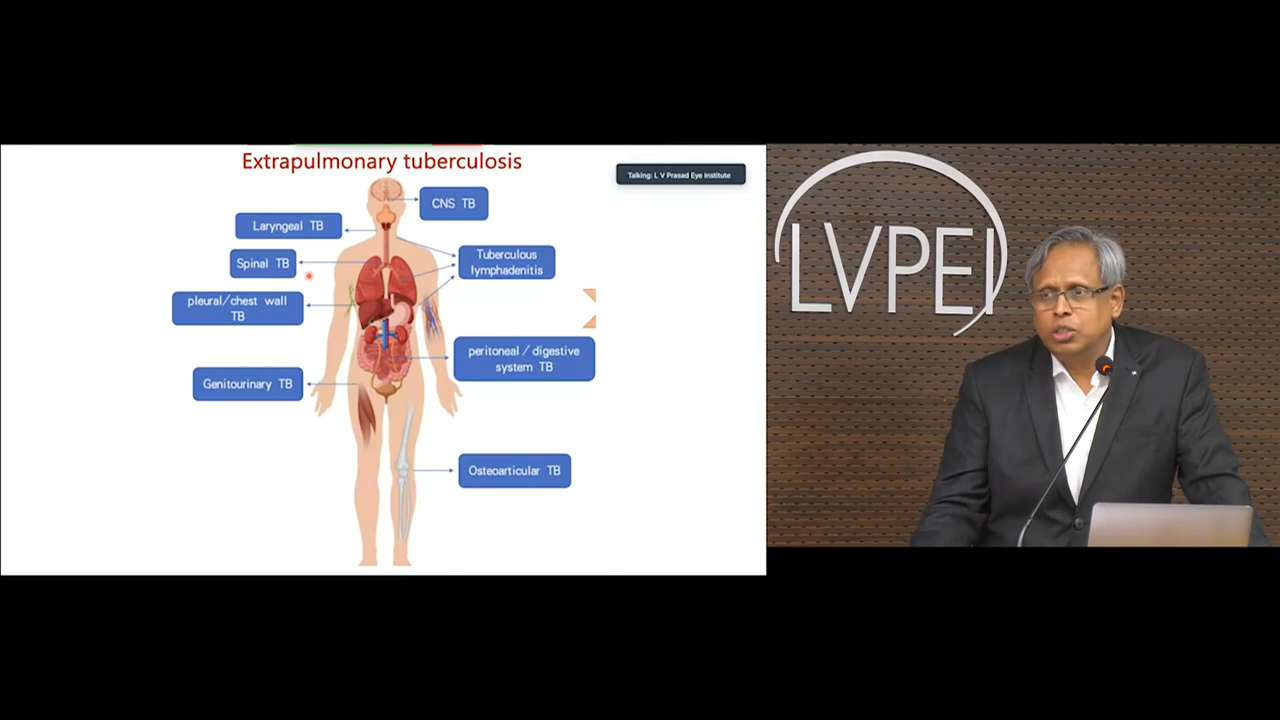 Extrapulmonary tuberculosis
Talking: L V Prasad Eye Institute
CNS TB
Laryngeal TB
Spinal TB
Tuberculous
lymphadenitis
pleural/chest wall
TB
peritoneal / digestive
system TB
Genitourinary TB
Osteoarticular TB
LVPEI